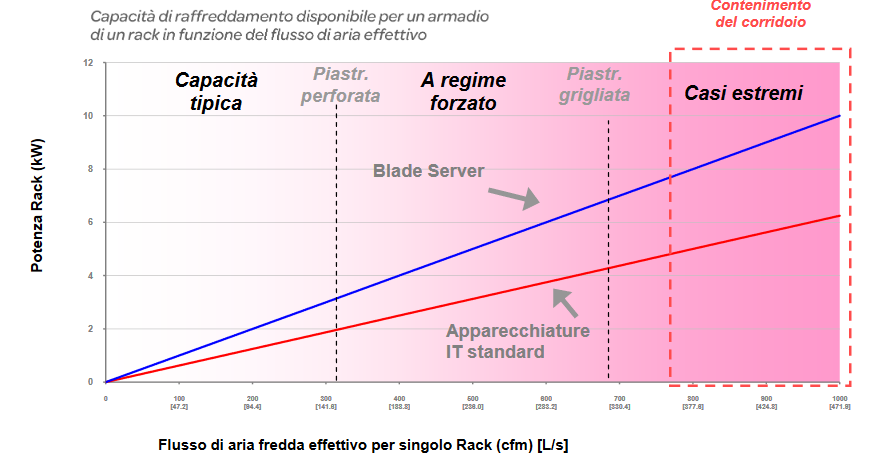 Contenimento
del corridoio
Capacità di raffreddamento disponibile per un armadio
di un rack in funzione del flusso di aria effettivo
12
10
8
6
4
2
0
Potenza Rack (kW)
Capacità
tipica
Piastr.
perforata
A regime
forzato
Piastr.
grigliata
Casi estremi
Blade Server
Apparecchiature
IT standard
0 100 200 300 400 500 600 700 800 900 1000
[47.2] [94.4] [141.6] [188.8] [236.0] [283.2] [330.4] [377.6] [424.8] [471.9]
Flusso di aria fredda effettivo per singolo Rack (cfm) [L/s]